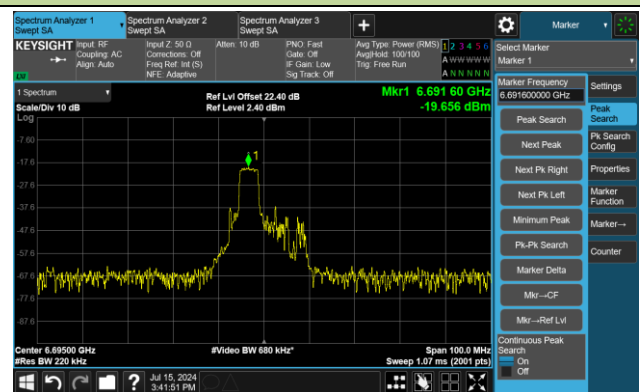 Spectrum Analyzer 1
Swept SA
Spectrum Analyzer 2
Swept SA
Spectrum Analyzer 3
Swept SA
Marker
KEYSIGHT
Input: RF
Coupling: AC
Align: Auto
Input Z: 50 Ω
Corrections: Off
Freq Ref: Int (S)
NFE: Adaptive
Atten: 10 dB
PNO: Fast
Gate: Off
IF Gain: Low
Sig Track: Off
Avg Type: Power (RMS)
Avg|Hold: 100/100
Trig: Free Run
1 2 3 4 5 6
A W W W W W
A N N N N N
Select Marker
Marker 1
1 Spectrum
Scale/Div 10 dB
Log
Ref Lvl Offset 22.40 dB
Ref Level 2.40 dBm
Mkr1 6.691 60 GHz
-19.656 dBm
-7.60
-17.6
-27.6
-37.6
-47.6
-57.6
-77.6
-87.6
1
Center 6.69500 GHz
#Res BW 220 kHz
#Video BW 680 kHz*
Span 100.0 MHz
Sweep 1.07 ms (2001 pts)
Marker Frequency
6.691600000 GHz
Peak Search
Next Peak
Next Pk Right
Next Pk Left
Minimum Peak
Pk-Pk Search
Marker Delta
Mkr→CF
Mkr→Ref Lvl
Continuous Peak
Search
On
Off
Settings
Peak
Search
Pk Search
Config
Properties
Marker
Function
Marker→
Counter
Jul 15, 2024
3:41:51 PM